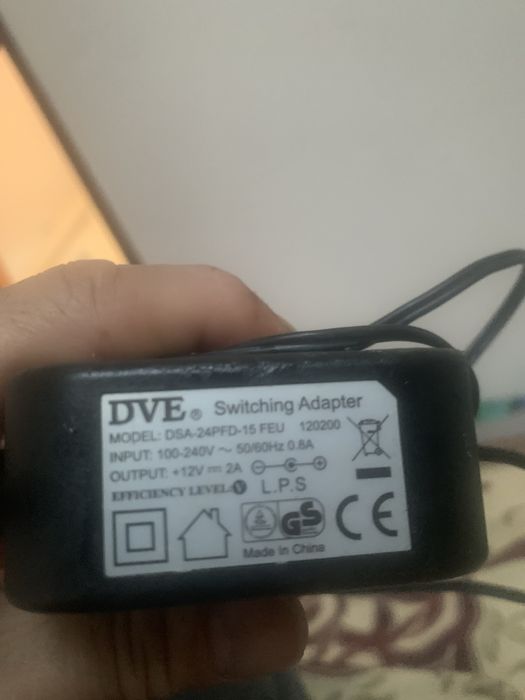 DVE® Switching Adapter
MODEL: DSA-24PFD-15 FEU 120200
INPUT: 100-240V ~ 50/60Hz 0.8A
OUTPUT: +12V ⎓ 2A
EFFICIENCY LEVEL V L.P.S
GS CE
Made In China